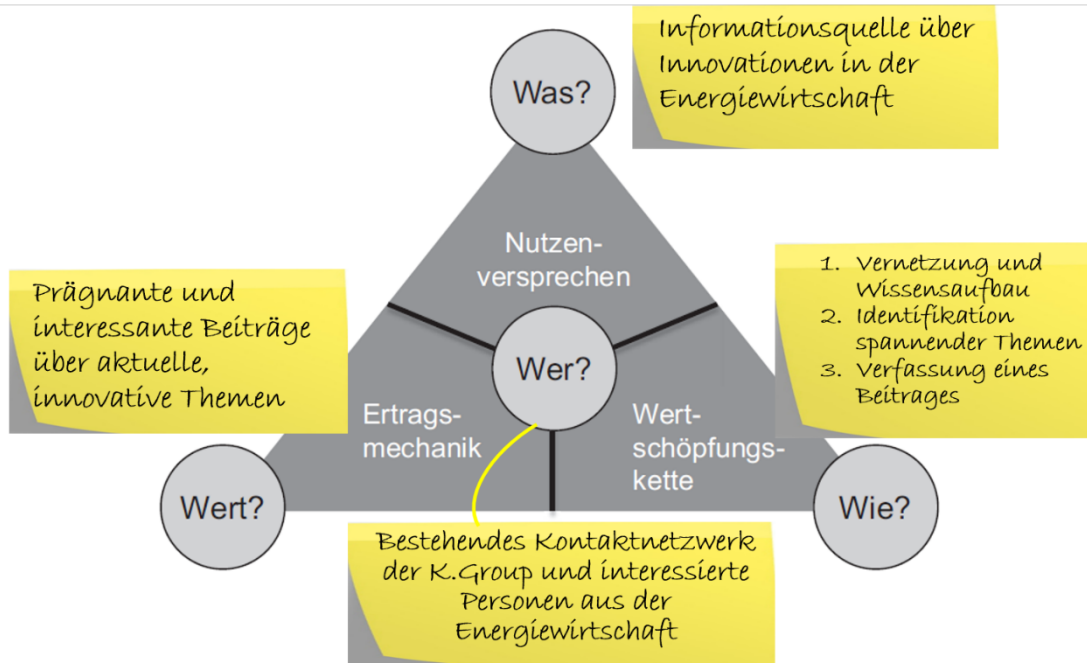 Informationsquelle über
Innovationen in der
Energiewirtschaft
Was?
Nutzen-
versprechen
Prägnante und
interessante Beiträge
über aktuelle,
innovative Themen
1. Vernetzung und
Wissensaufbau
2. Identifikation
spannender Themen
3. Verfassung eines
Beitrages
Wer?
Ertrags-
mechanik
Wert-
schöpfungs-
kette
Wert?
Wie?
Bestehendes Kontaktnetzwerk
der K.Group und interessierte
Personen aus der
Energiewirtschaft